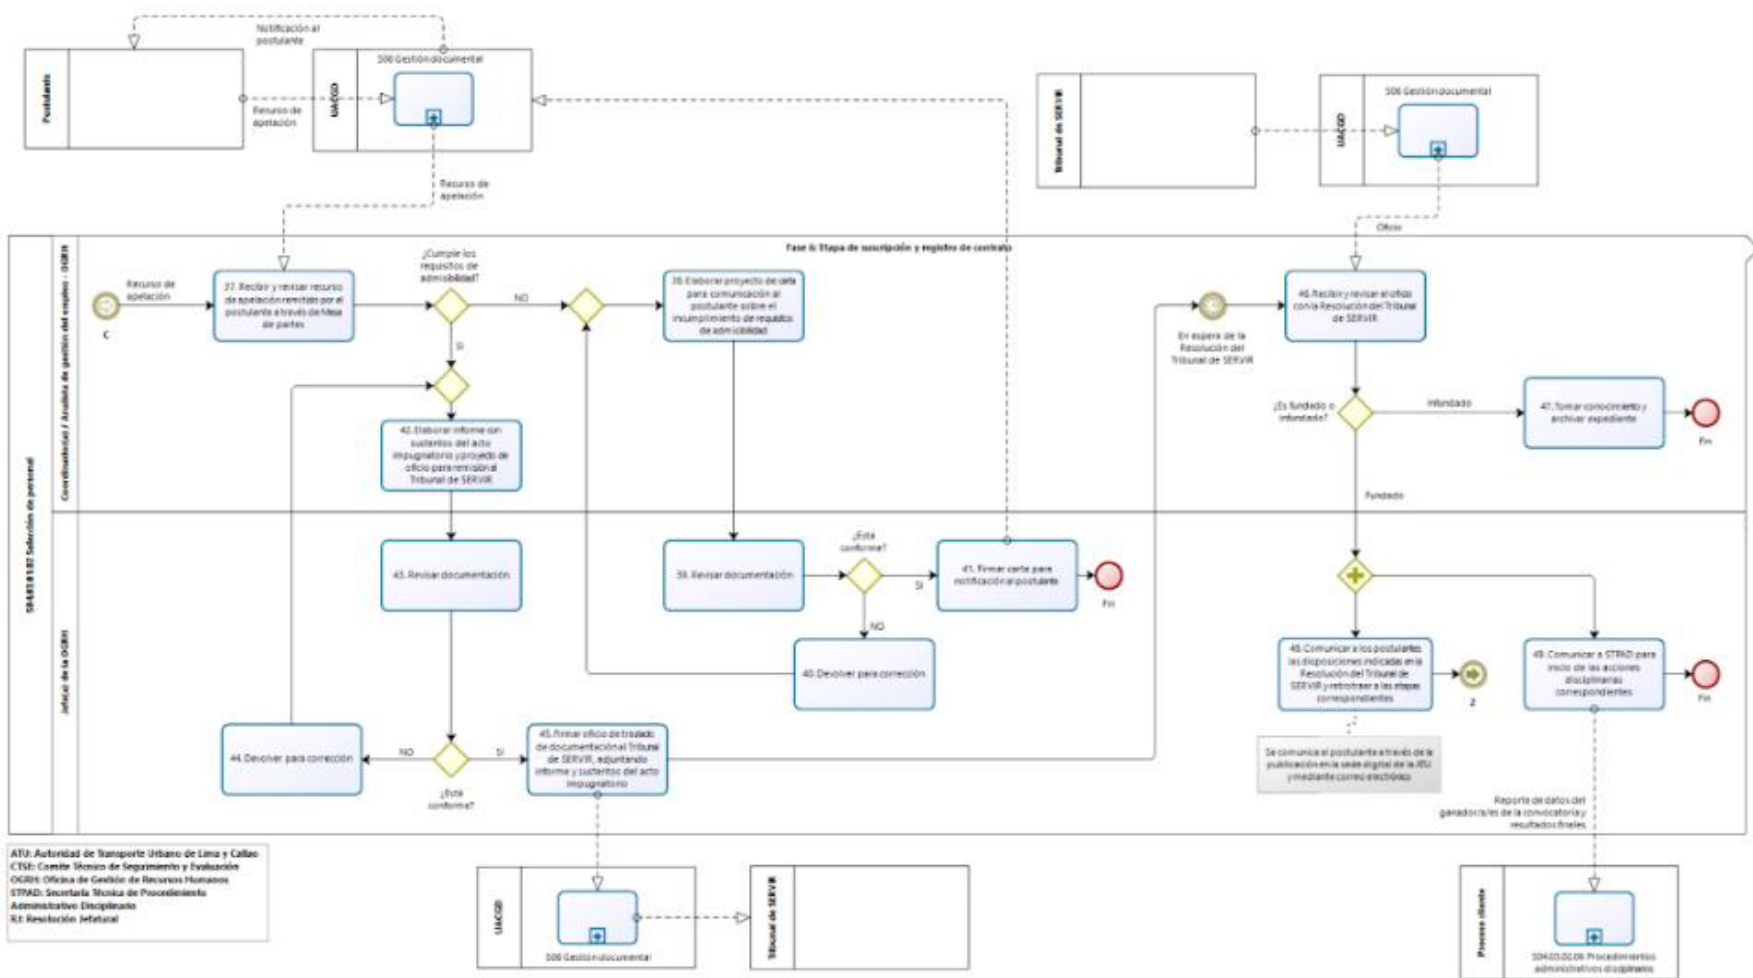 Notificación al
postulante
S06 Gestión documental
Postulante
UACGD
Recurso de
apelación
Recurso de
apelación
Tribunal de SERVIR
UACGD
S06 Gestión documental
Oficio
Fase 6: Etapa de suscripción y registro de contrato
Selección de personal
Coordinador(a) / Analista de gestión del empleo - OGRH
Jefe(a) de la OGRH
Recurso de
apelación
C
37. Recibir y revisar recurso
de apelación remitido por el
postulante a través de Mesa
de partes
¿Cumple los
requisitos de
admisibilidad?
NO
SI
38. Elaborar proyecto de carta
para comunicación al
postulante sobre el
incumplimiento de requisitos
de admisibilidad
En espera de la
Resolución del
Tribunal de SERVIR
46. Recibir y revisar el oficio
con la Resolución del Tribunal
de SERVIR
¿Es fundado o
infundado?
Infundado
47. Tomar conocimiento y
archivar expediente
Fin
Fundado
42. Elaborar informe con
sustentos del acto
impugnatorio y proyecto de
oficio para remisión al
Tribunal de SERVIR
43. Revisar documentación
39. Revisar documentación
¿Está
conforme?
SI
NO
41. Firmar carta para
notificación al postulante
Fin
40. Devolver para corrección
48. Comunicar a los postulantes
las disposiciones indicadas en la
Resolución del Tribunal de
SERVIR y retrotraer a las etapas
correspondientes
2
49. Comunicar a STPAD para
inicio de las acciones
disciplinarias
correspondientes
Fin
44. Devolver para corrección
NO
SI
¿Está
conforme?
45. Firmar oficio de traslado
de documentación al Tribunal
de SERVIR, adjuntando
informe y sustentos del acto
impugnatorio
Se comunica al postulante a través de la
publicación en la sede digital de la ATU
y mediante correo electrónico
Reporte de datos del
ganador/a/es de la convocatoria y
resultados finales
ATU: Autoridad de Transporte Urbano de Lima y Callao
CTSE: Comité Técnico de Seguimiento y Evaluación
OGRH: Oficina de Gestión de Recursos Humanos
STPAD: Secretaría Técnica de Procedimiento
Administrativo Disciplinario
RJ: Resolución Jefatural
UACGD
S06 Gestión documental
Tribunal de SERVIR
Proceso cliente
S04.03.02.06 Procedimientos
administrativos disciplinarios